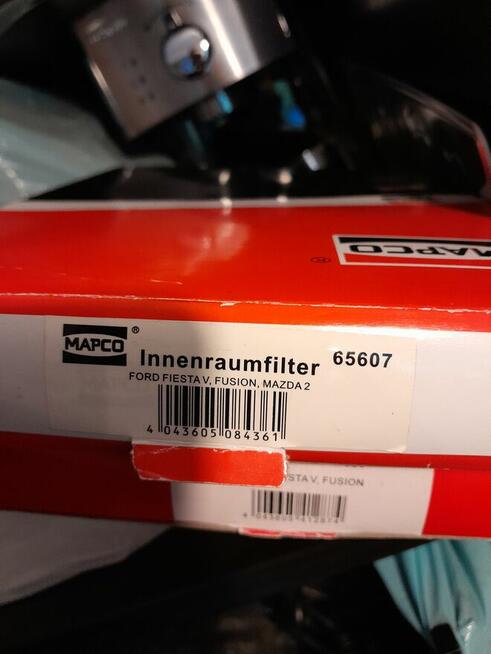 MAPCO
®
MAPCO ® Innenraumfilter 65607
FORD FIESTA V, FUSION, MAZDA 2
4 043605 084361
STA V, FUSION